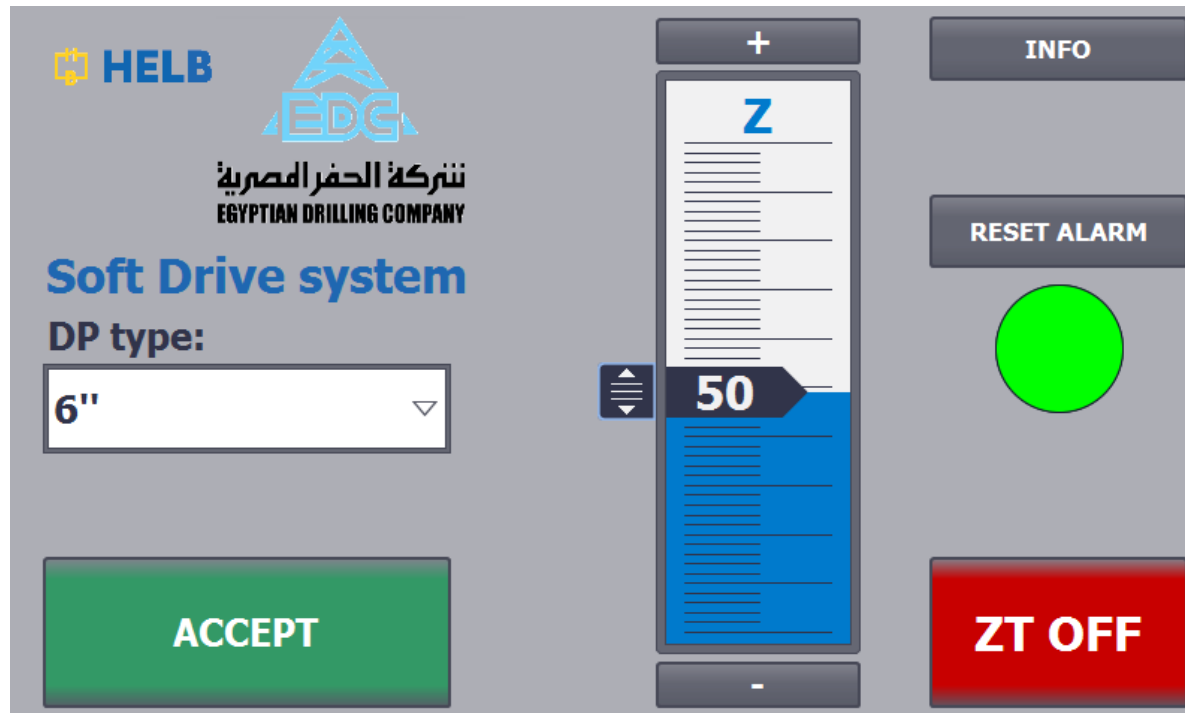 HELB
EDC
شركة الحفر المصرية
EGYPTIAN DRILLING COMPANY
Soft Drive system
DP type:
6''
ACCEPT
+
Z
50
-
INFO
RESET ALARM
ZT OFF